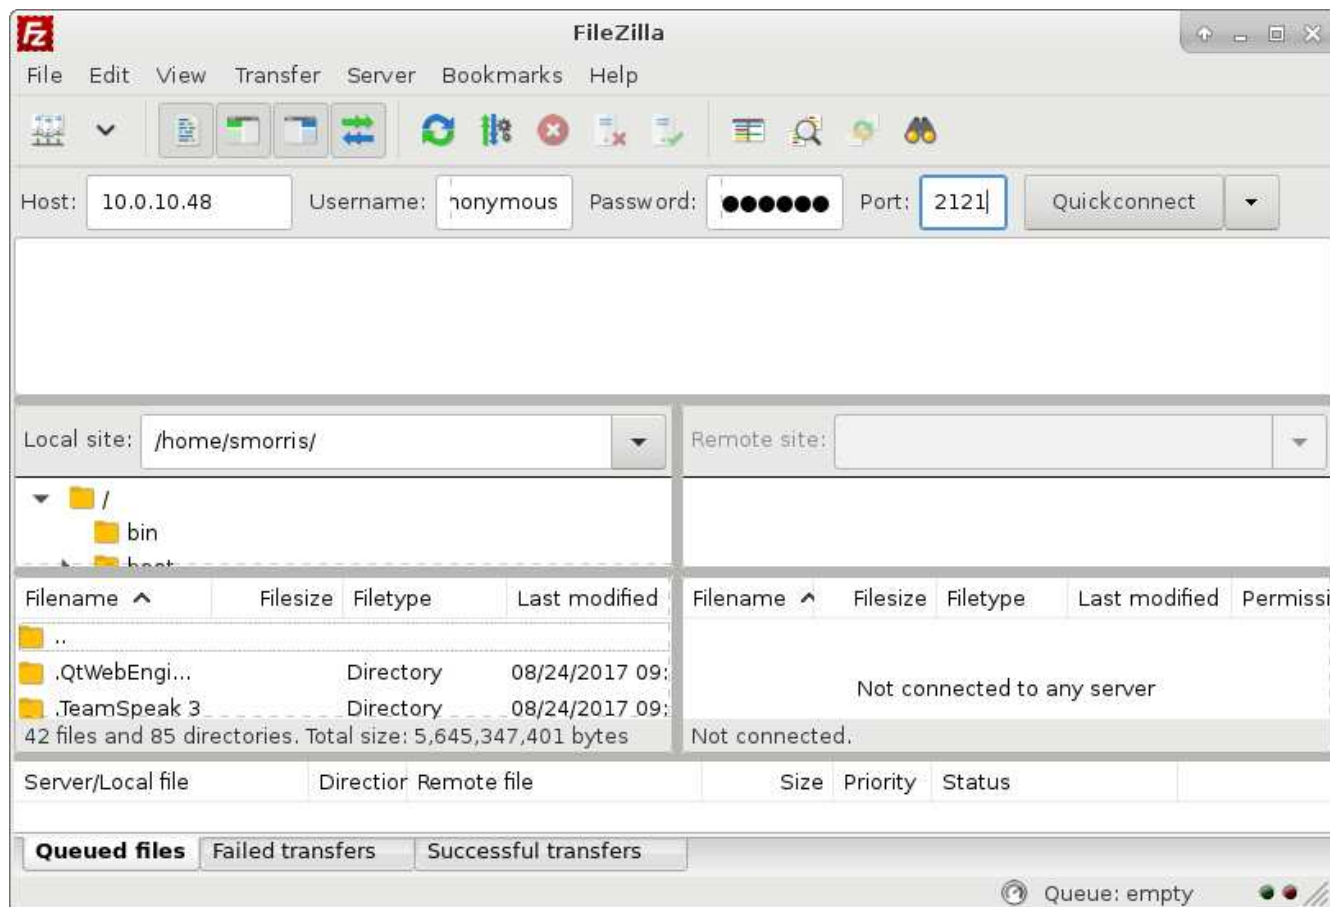 Fz
FileZilla
File Edit View Transfer Server Bookmarks Help
Host: 10.0.10.48 Username: nonymous Password: ●●●●●● Port: 2121 Quickconnect
Local site: /home/smorris/ Remote site:
/
bin
boot
Filename Filesize Filetype Last modified Filename Filesize Filetype Last modified Permissi
..
.QtWebEngi... Directory 08/24/2017 09:
Not connected to any server
.TeamSpeak 3 Directory 08/24/2017 09:
42 files and 85 directories. Total size: 5,645,347,401 bytes Not connected.
Server/Local file Direction Remote file Size Priority Status
Queued files Failed transfers Successful transfers
Queue: empty